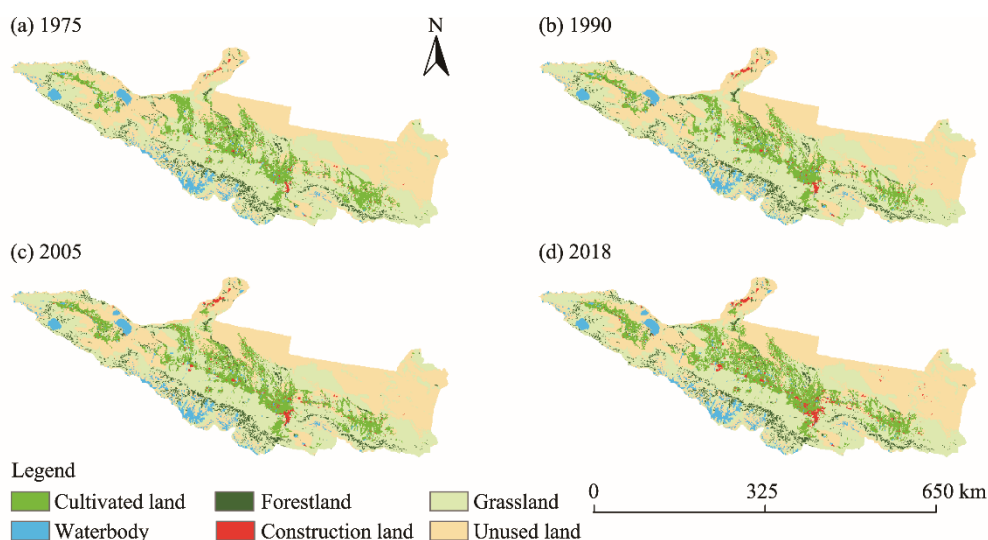 (a) 1975
N
(b) 1990
(c) 2005
(d) 2018
Legend
Cultivated land
Forestland
Grassland
Waterbody
Construction land
Unused land
0 325 650 km